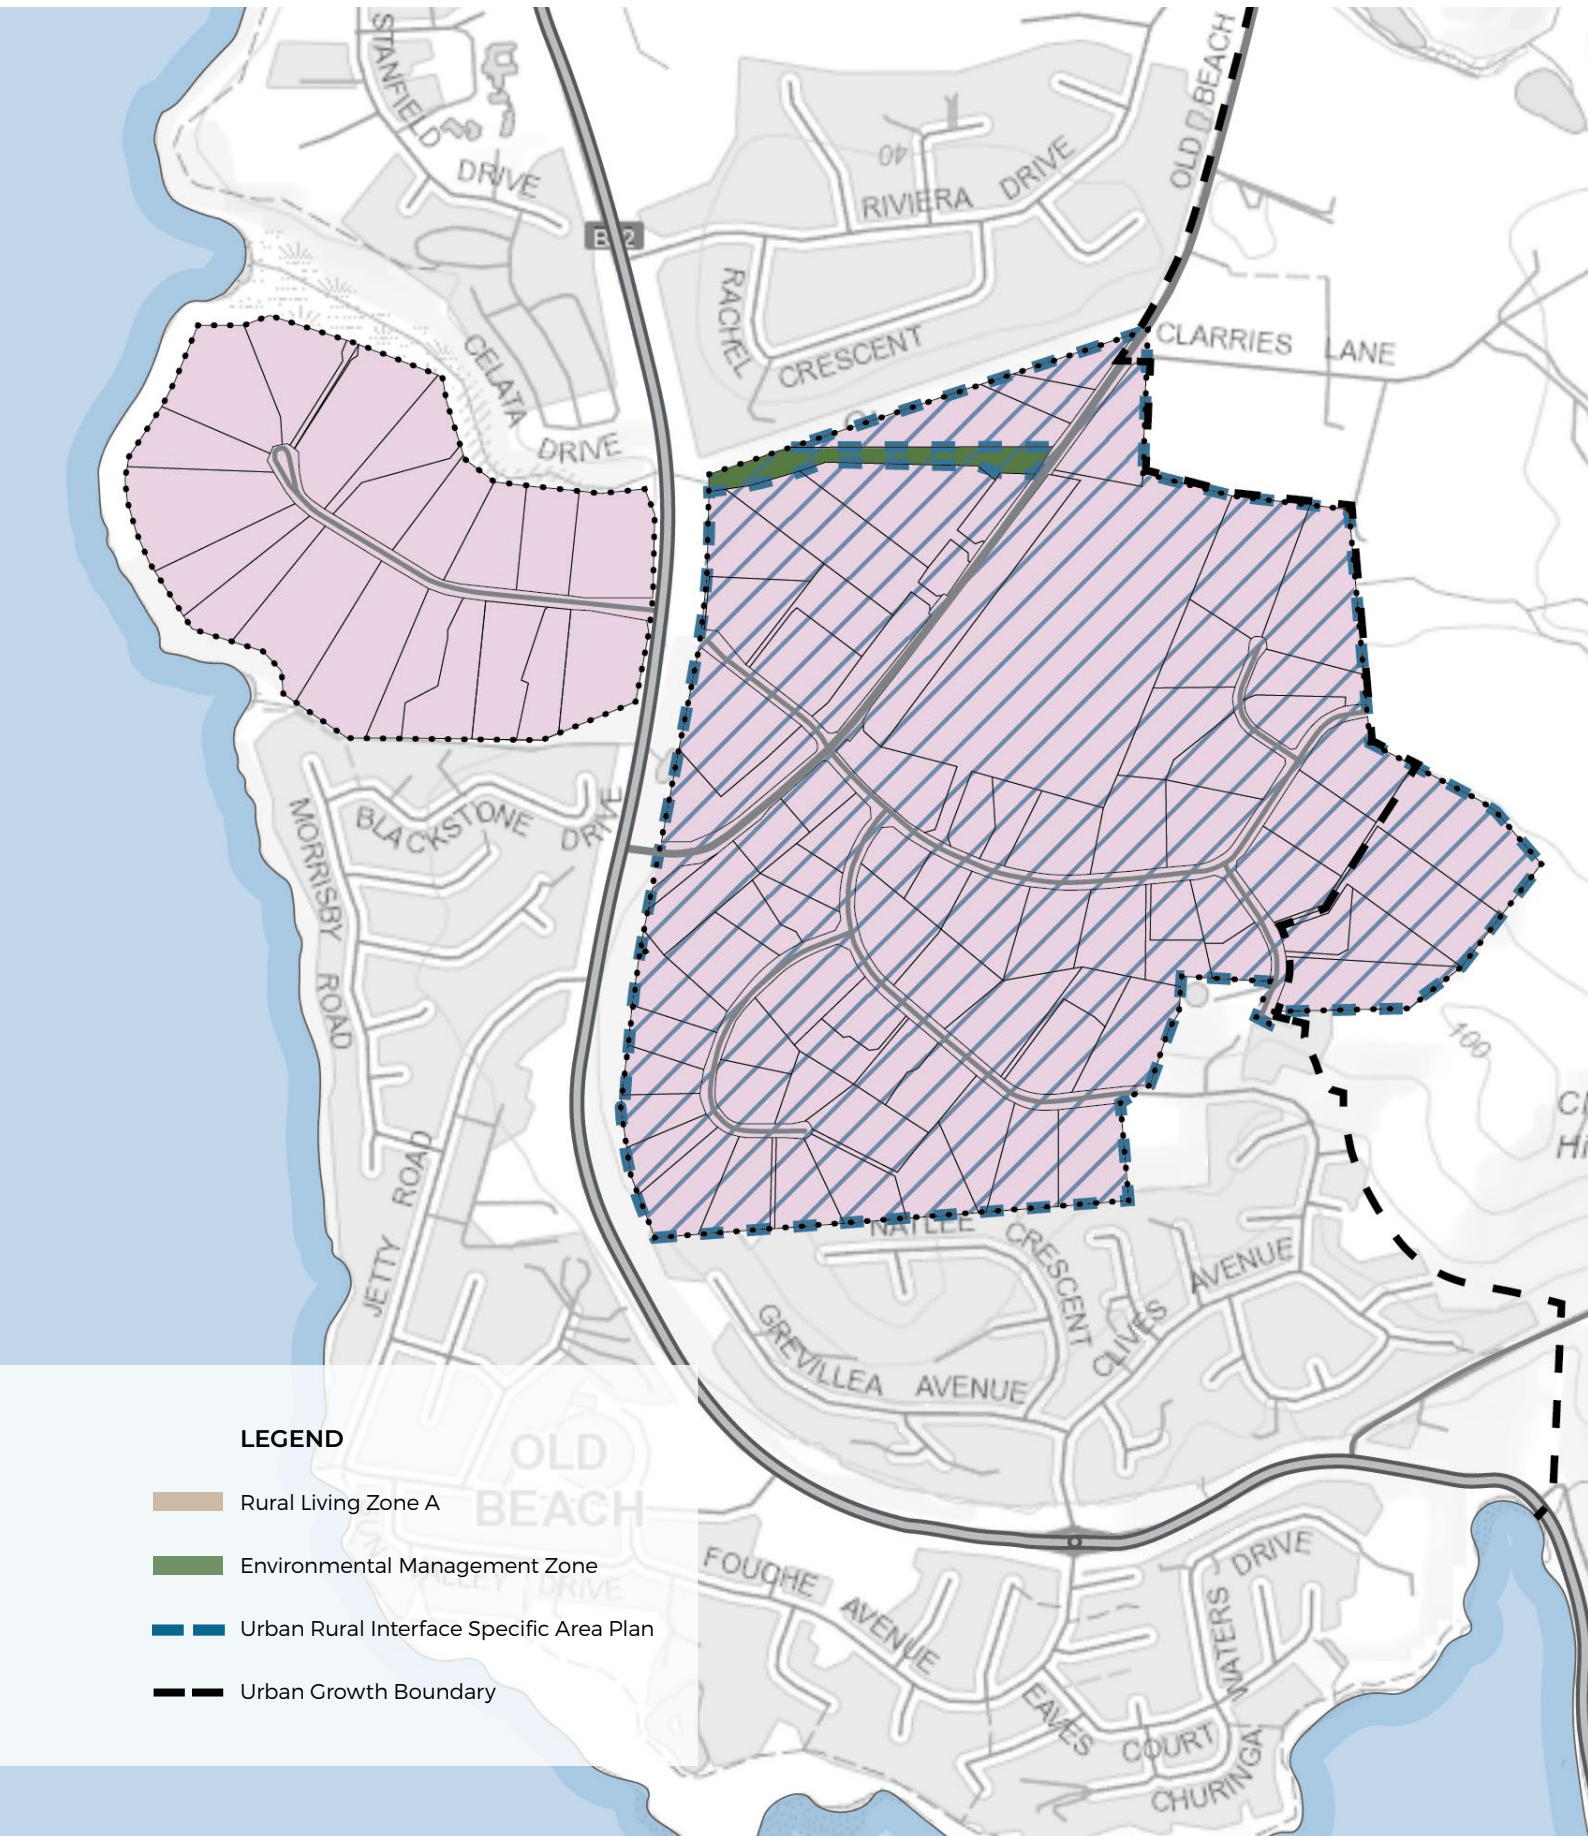 STANFIELD
DRIVE
OLD BEACH
40
RIVIERA DRIVE
RACHEL
CRESCENT
CLARRIES LANE
CELATA
DRIVE
BLACKSTONE DRIVE
MORRISBY ROAD
JETTY ROAD
100
NATLEE CRESCENT
CLIVES AVENUE
GREVILLEA AVENUE
LEGEND
Rural Living Zone A
Environmental Management Zone
Urban Rural Interface Specific Area Plan
Urban Growth Boundary
OLD
BEACH
DRIVE
FOUCHE AVENUE
WATERS DRIVE
EAVES COURT
CHURINGA